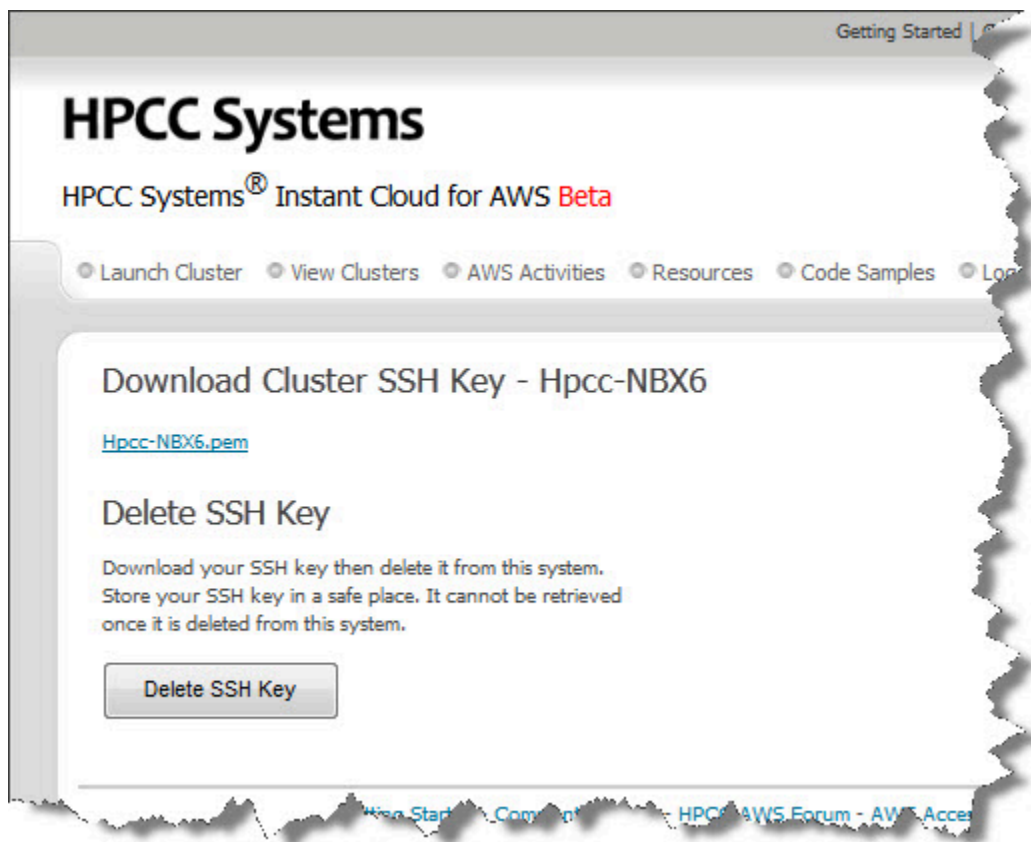 Getting Started |
HPCC Systems
HPCC Systems® Instant Cloud for AWS Beta
Launch Cluster View Clusters AWS Activities Resources Code Samples
Download Cluster SSH Key - Hpcc-NBX6
Hpcc-NBX6.pem
Delete SSH Key
Download your SSH key then delete it from this system.
Store your SSH key in a safe place. It cannot be retrieved
once it is deleted from this system.
Delete SSH Key
- HPCC AWS Forum -